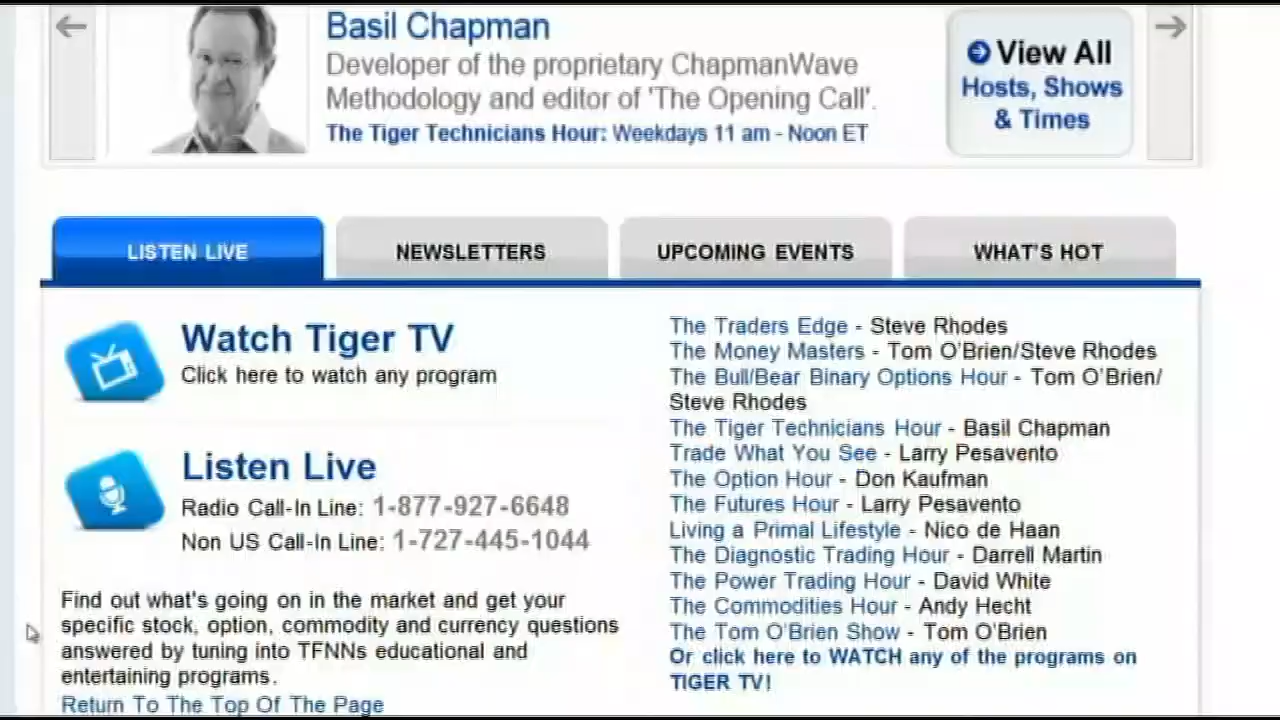 Basil Chapman
Developer of the proprietary ChapmanWave
Methodology and editor of 'The Opening Call'.
The Tiger Technicians Hour: Weekdays 11 am - Noon ET
View All
Hosts, Shows
& Times
LISTEN LIVE
NEWSLETTERS
UPCOMING EVENTS
WHAT'S HOT
Watch Tiger TV
Click here to watch any program
Listen Live
Radio Call-In Line: 1-877-927-6648
Non US Call-In Line: 1-727-445-1044
Find out what's going on in the market and get your
specific stock, option, commodity and currency questions
answered by tuning into TFNNs educational and
entertaining programs.
Return To The Top Of The Page
The Traders Edge - Steve Rhodes
The Money Masters - Tom O'Brien/Steve Rhodes
The Bull/Bear Binary Options Hour - Tom O'Brien/
Steve Rhodes
The Tiger Technicians Hour - Basil Chapman
Trade What You See - Larry Pesavento
The Option Hour - Don Kaufman
The Futures Hour - Larry Pesavento
Living a Primal Lifestyle - Nico de Haan
The Diagnostic Trading Hour - Darrell Martin
The Power Trading Hour - David White
The Commodities Hour - Andy Hecht
The Tom O'Brien Show - Tom O'Brien
Or click here to WATCH any of the programs on
TIGER TV!